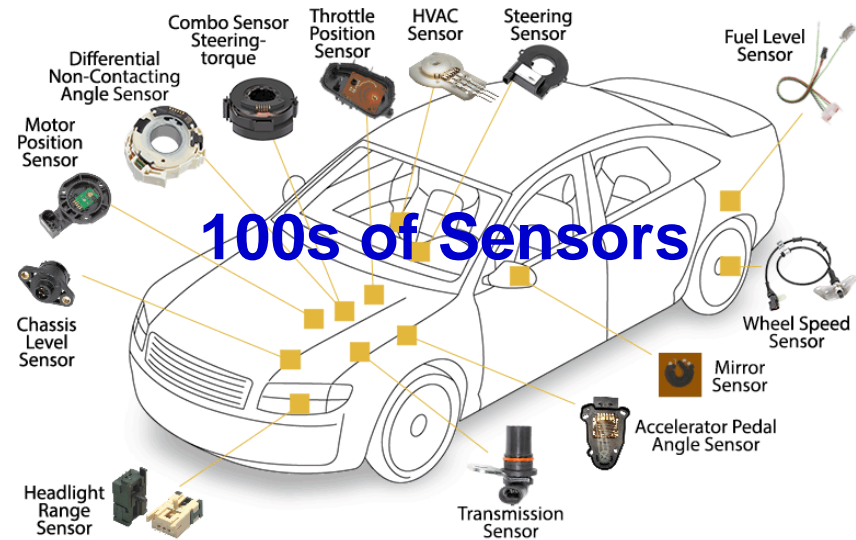 Combo Sensor
Steering-
torque
Throttle
Position
Sensor
HVAC
Sensor
Steering
Sensor
Fuel Level
Sensor
Differential
Non-Contacting
Angle Sensor
Motor
Position
Sensor
100s of Sensors
Chassis
Level
Sensor
Wheel Speed
Sensor
Mirror
Sensor
Accelerator Pedal
Angle Sensor
Headlight
Range
Sensor
Transmission
Sensor